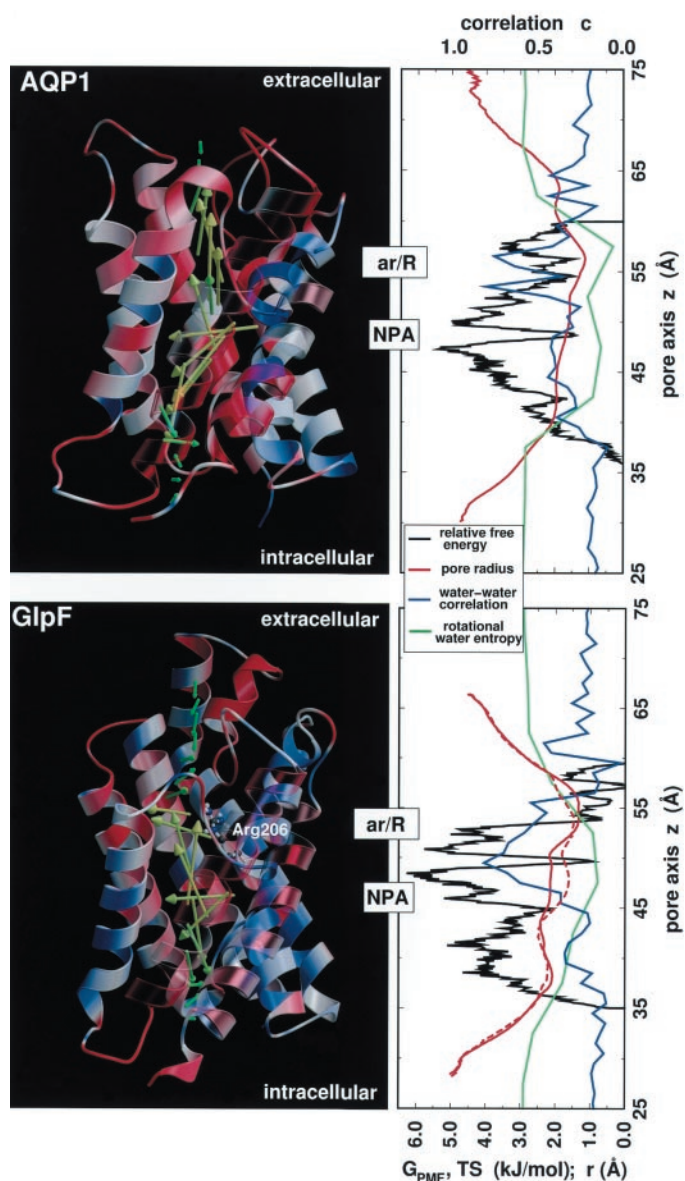 correlation c
1.0 0.5 0.0
AQP1
extracellular
75
65
ar/R
55
NPA
45
35
25
pore axis z (Å)
intracellular
relative free
energy
pore radius
water-water
correlation
rotational
water entropy
GlpF
extracellular
75
65
Arg206
ar/R
55
NPA
45
35
25
pore axis z (Å)
intracellular
6.0 5.0 4.0 3.0 2.0 1.0 0.0
G_PMF, TS (kJ/mol); r (Å)